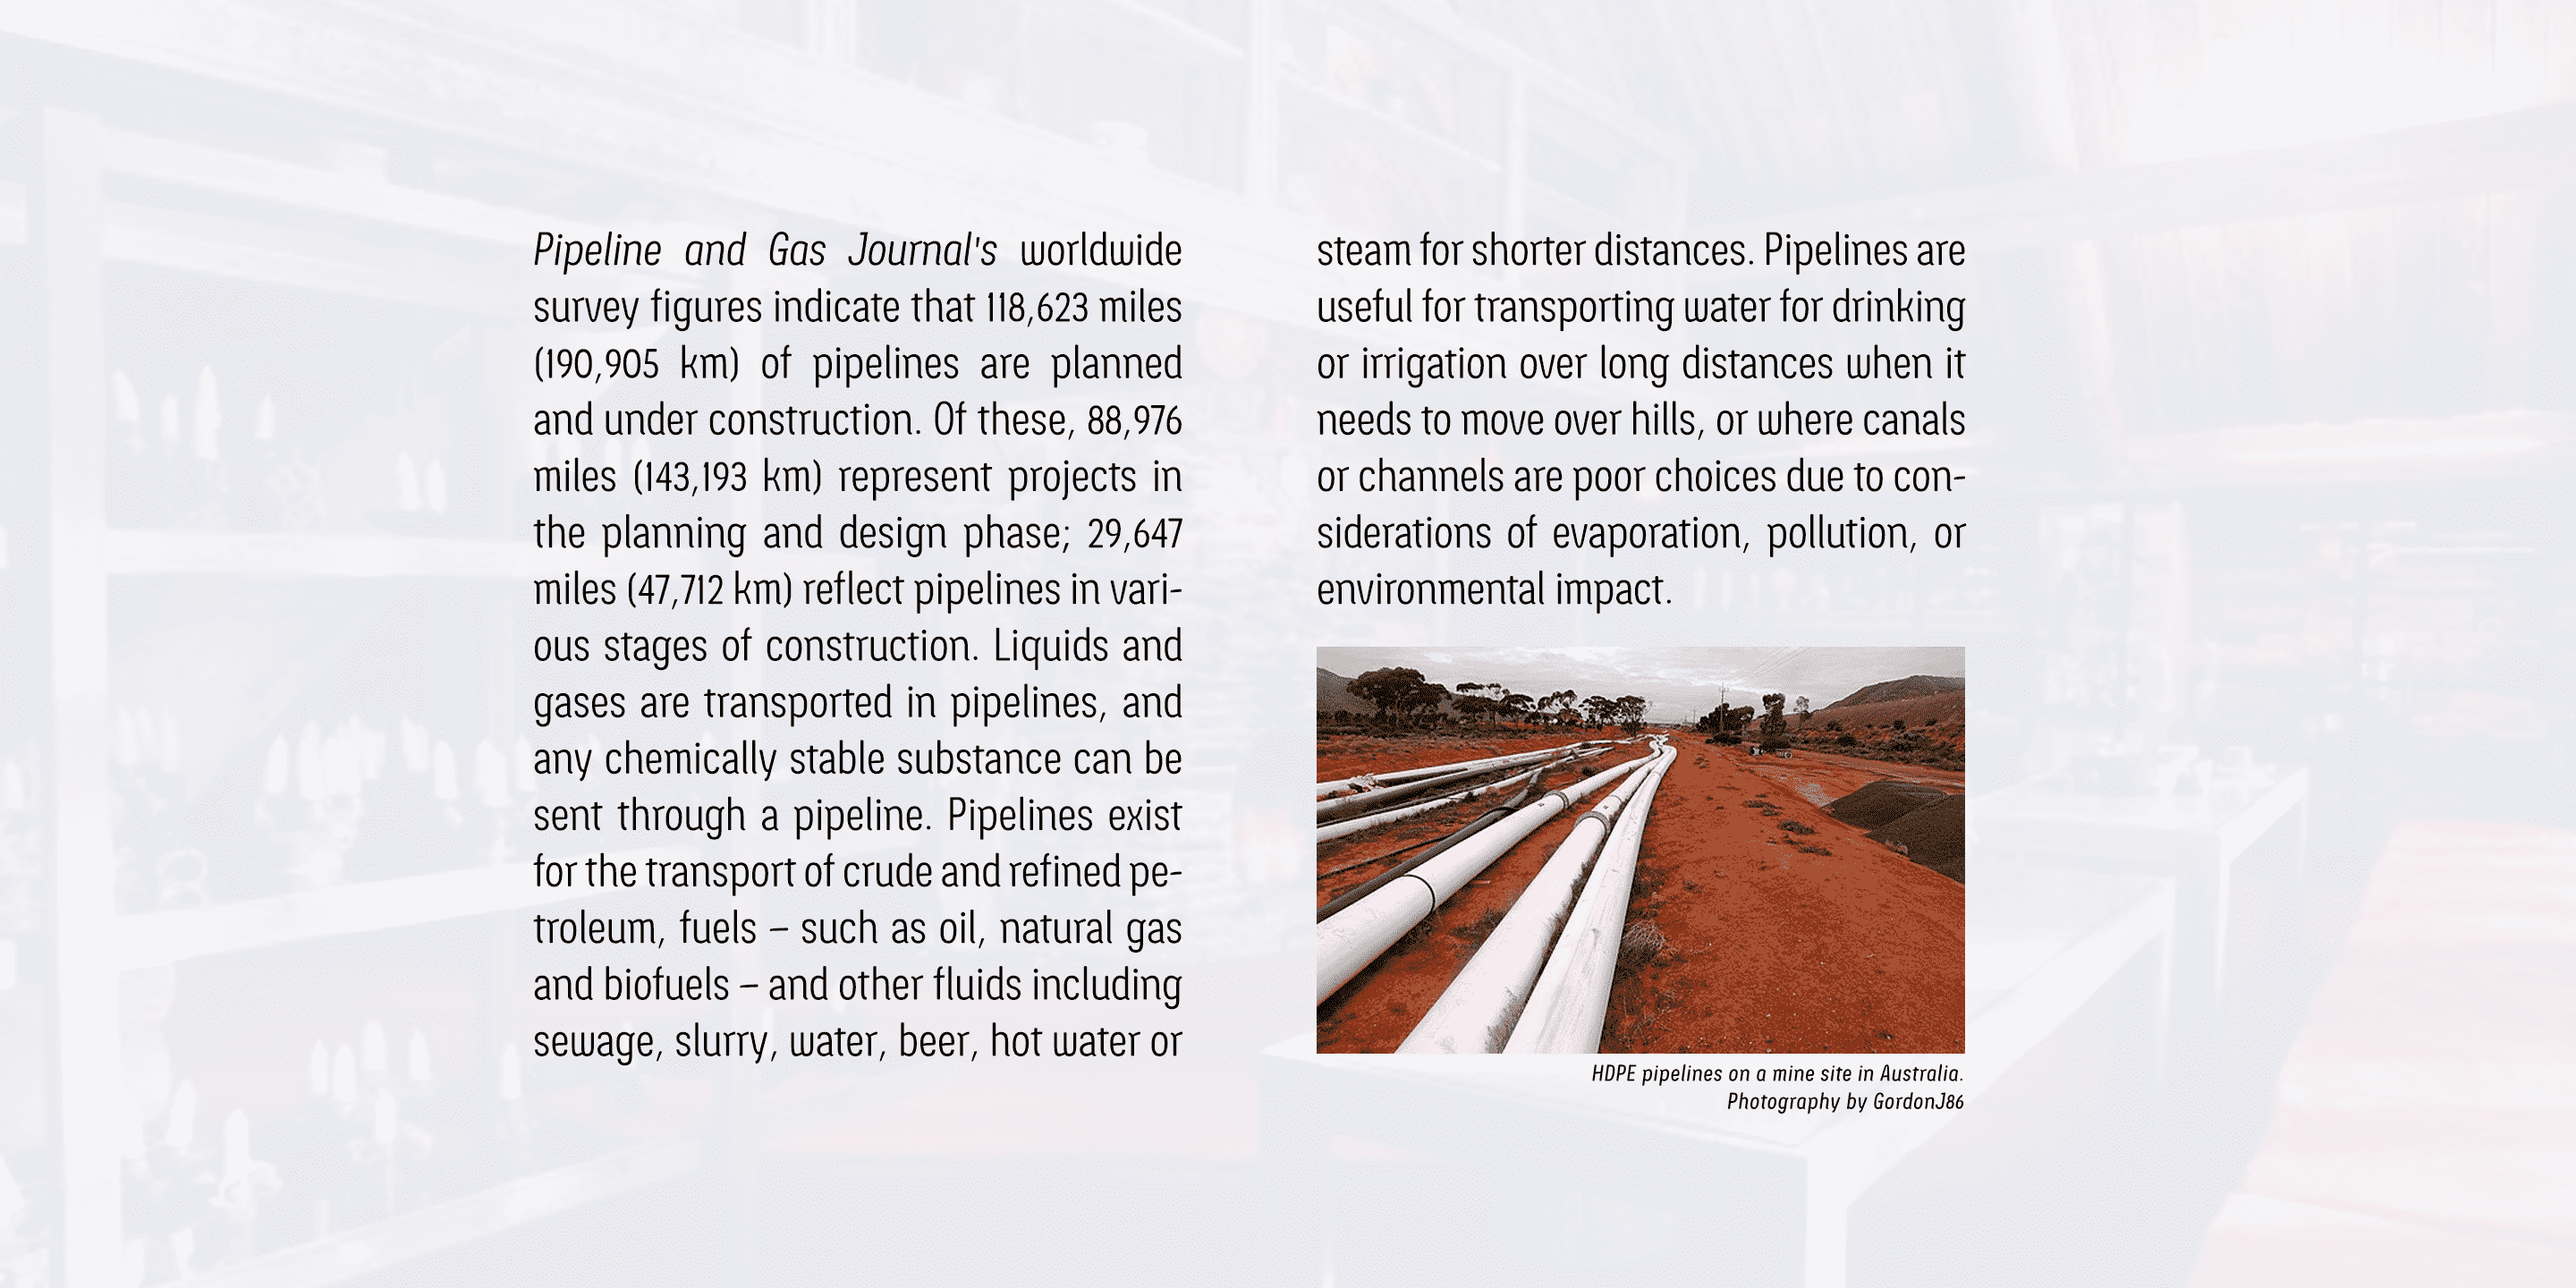 Pipeline and Gas Journal's worldwide
survey figures indicate that 118,623 miles
(190,905 km) of pipelines are planned
and under construction. Of these, 88,976
miles (143,193 km) represent projects in
the planning and design phase; 29,647
miles (47,712 km) reflect pipelines in vari-
ous stages of construction. Liquids and
gases are transported in pipelines, and
any chemically stable substance can be
sent through a pipeline. Pipelines exist
for the transport of crude and refined pe-
troleum, fuels – such as oil, natural gas
and biofuels – and other fluids including
sewage, slurry, water, beer, hot water or
steam for shorter distances. Pipelines are
useful for transporting water for drinking
or irrigation over long distances when it
needs to move over hills, or where canals
or channels are poor choices due to con-
siderations of evaporation, pollution, or
environmental impact.
HDPE pipelines on a mine site in Australia.
Photography by GordonJ86